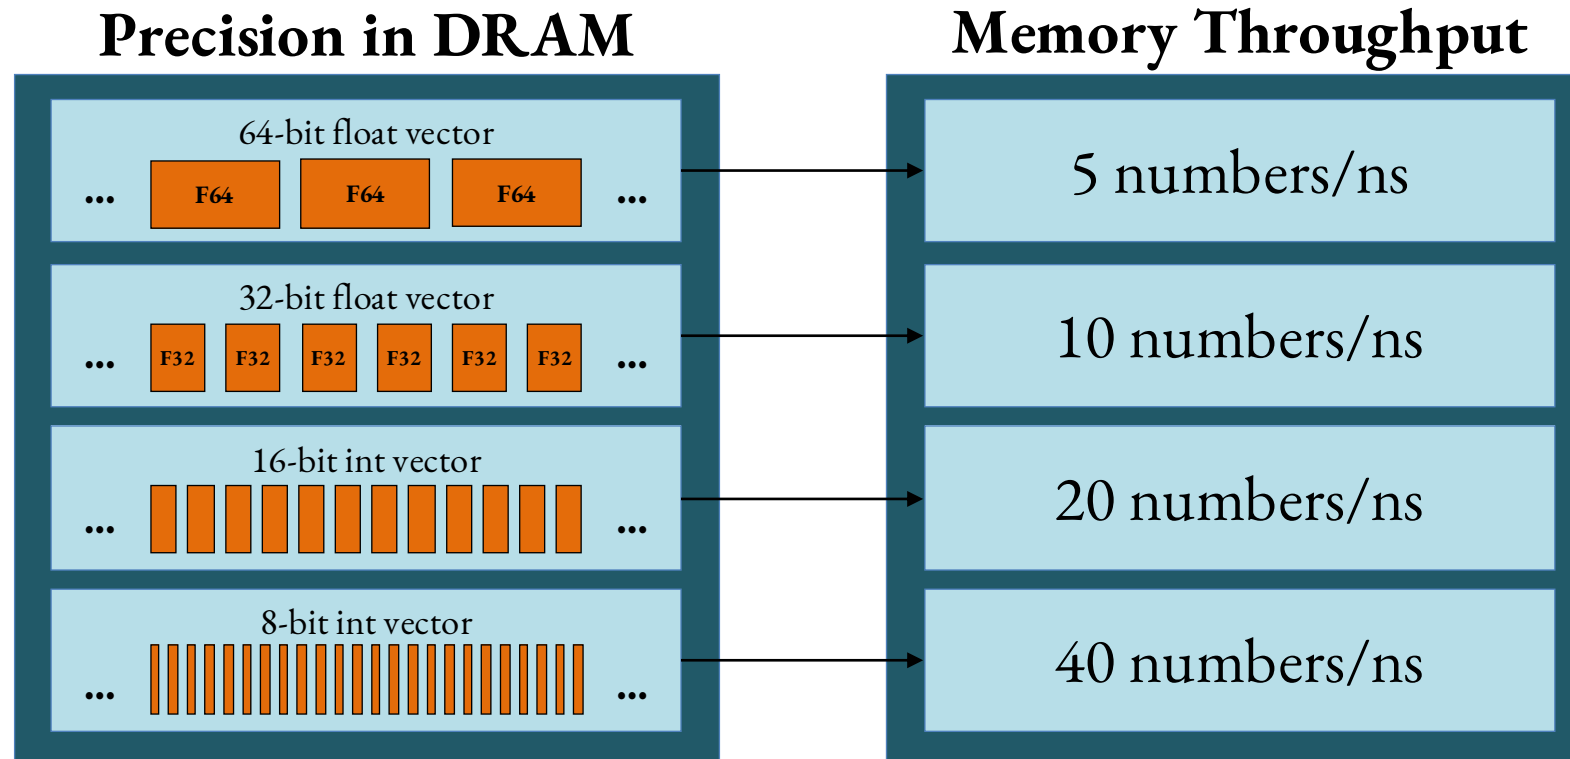 Precision in DRAM
Memory Throughput
64-bit float vector
... F64 F64 F64 ...
5 numbers/ns
32-bit float vector
... F32 F32 F32 F32 F32 F32 ...
10 numbers/ns
16-bit int vector
... ...
20 numbers/ns
8-bit int vector
... ...
40 numbers/ns